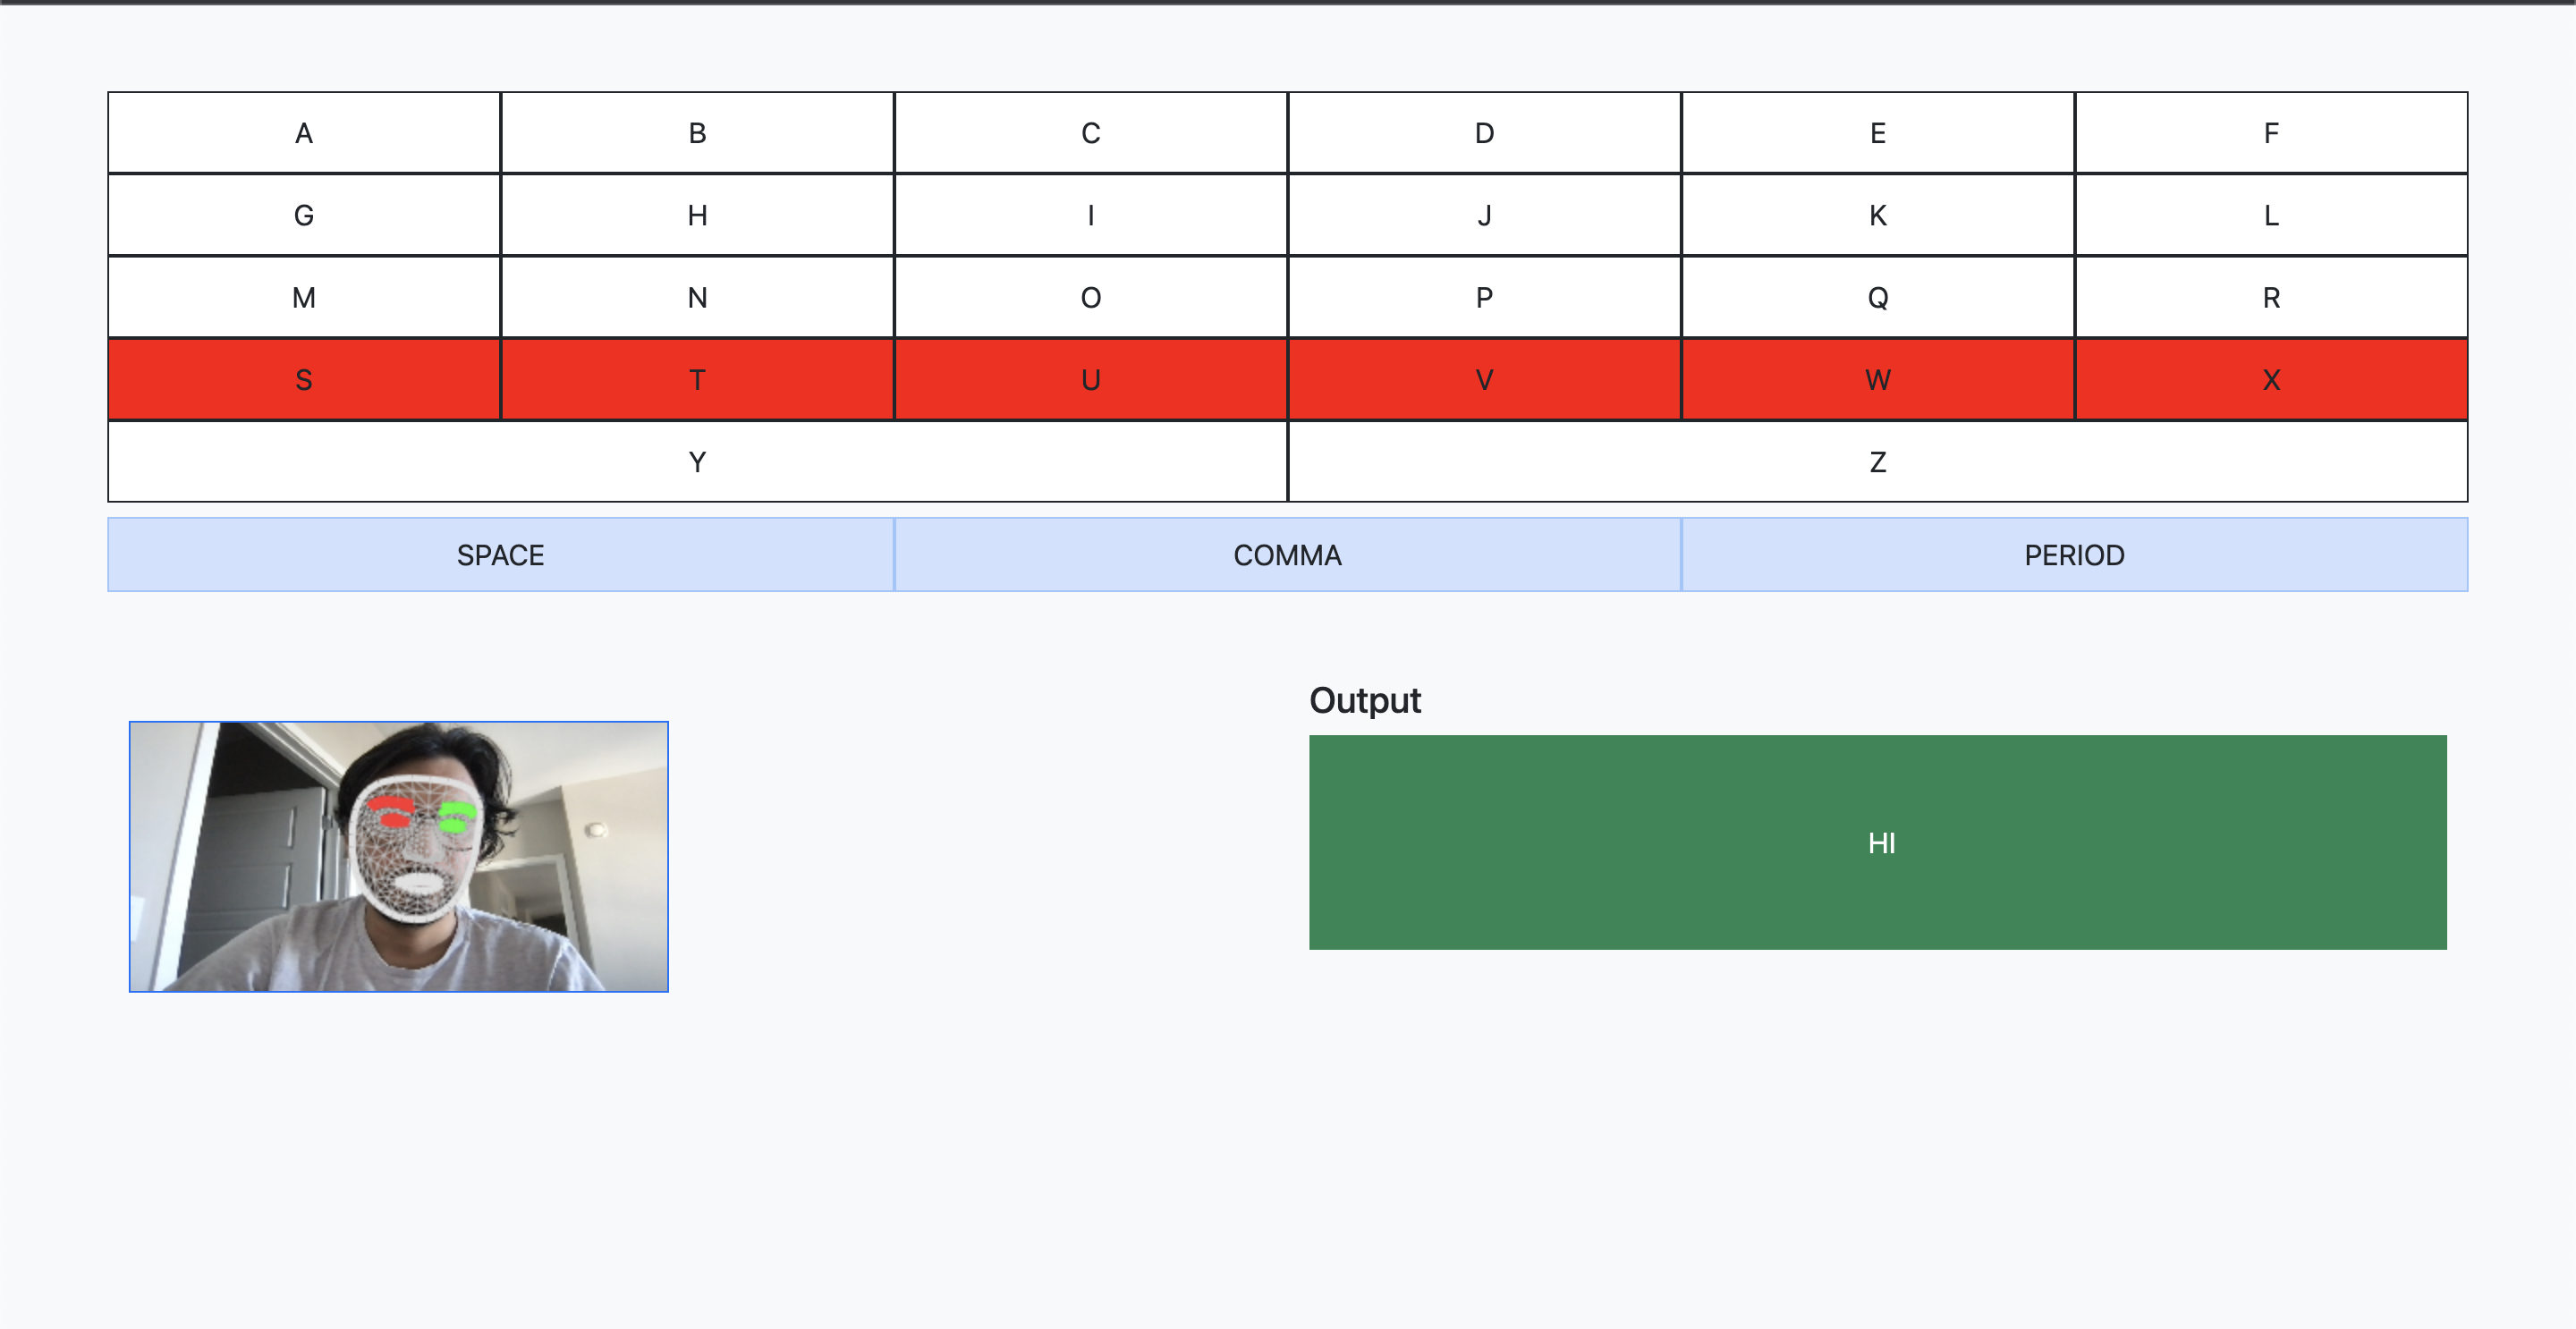 A B C D E F
G H I J K L
M N O P Q R
S T U V W X
Y Z
SPACE COMMA PERIOD
Output
HI